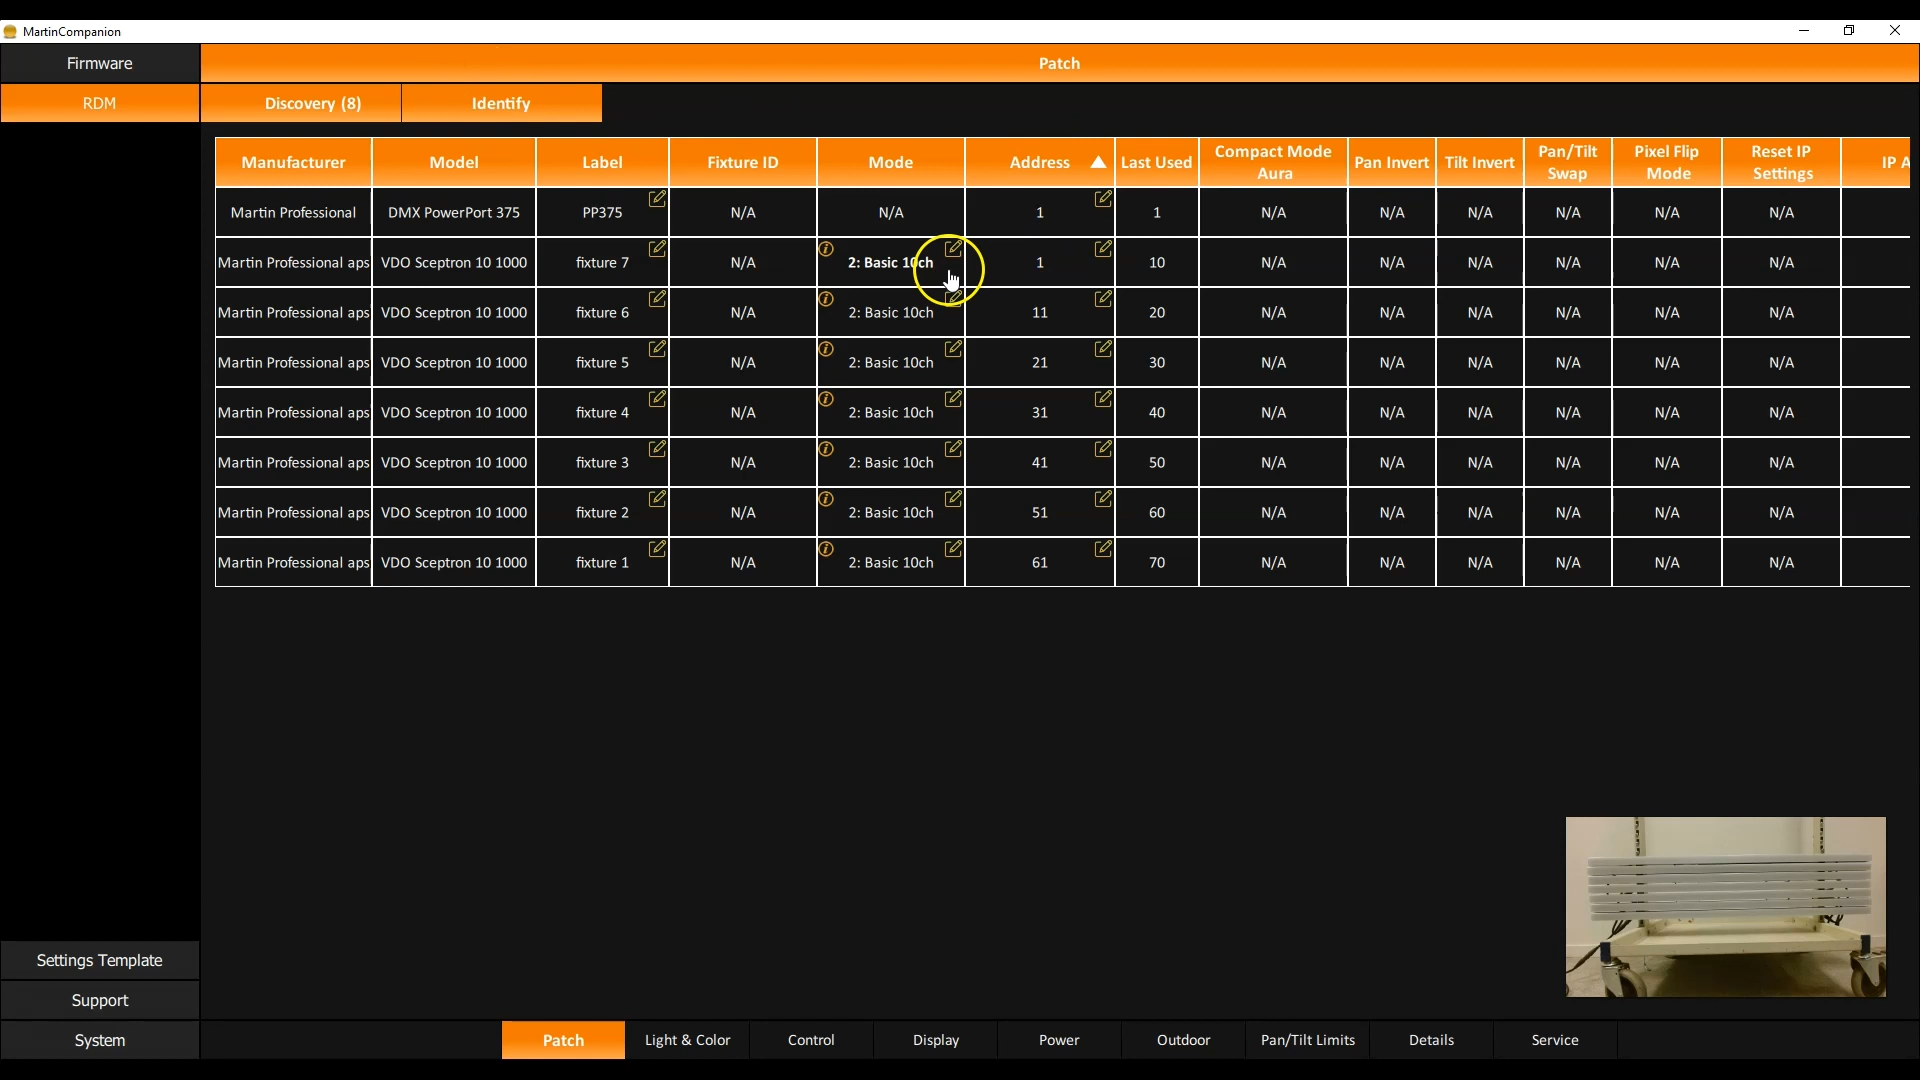 MartinCompanion
Firmware
Patch
RDM
Discovery (8)
Identify
Manufacturer Model Label Fixture ID Mode Address Last Used Compact Mode Aura Pan Invert Tilt Invert Pan/Tilt Swap Pixel Flip Mode Reset IP Settings IP A
Martin Professional DMX PowerPort 375 PP375 N/A N/A 1 1 N/A N/A N/A N/A N/A N/A
Martin Professional aps VDO Sceptron 10 1000 fixture 7 N/A 2: Basic 10ch 1 10 N/A N/A N/A N/A N/A N/A
Martin Professional aps VDO Sceptron 10 1000 fixture 6 N/A 2: Basic 10ch 11 20 N/A N/A N/A N/A N/A N/A
Martin Professional aps VDO Sceptron 10 1000 fixture 5 N/A 2: Basic 10ch 21 30 N/A N/A N/A N/A N/A N/A
Martin Professional aps VDO Sceptron 10 1000 fixture 4 N/A 2: Basic 10ch 31 40 N/A N/A N/A N/A N/A N/A
Martin Professional aps VDO Sceptron 10 1000 fixture 3 N/A 2: Basic 10ch 41 50 N/A N/A N/A N/A N/A N/A
Martin Professional aps VDO Sceptron 10 1000 fixture 2 N/A 2: Basic 10ch 51 60 N/A N/A N/A N/A N/A N/A
Martin Professional aps VDO Sceptron 10 1000 fixture 1 N/A 2: Basic 10ch 61 70 N/A N/A N/A N/A N/A N/A
Settings Template
Support
System
Patch Light & Color Control Display Power Outdoor Pan/Tilt Limits Details Service